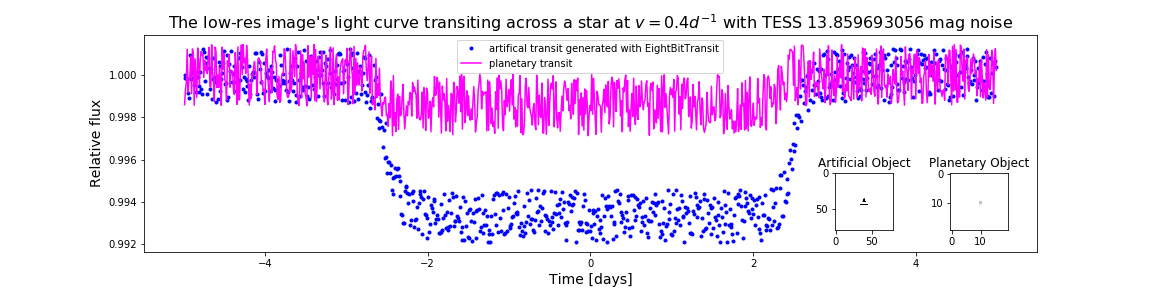 The low-res image's light curve transiting across a star at v = 0.4d⁻¹ with TESS 13.859693056 mag noise
artifical transit generated with EightBitTransit
planetary transit
Relative flux
1.000
0.998
0.996
0.994
0.992
Artificial Object
0
50
0 50
Planetary Object
0
10
0 10
−4 −2 0 2 4
Time [days]